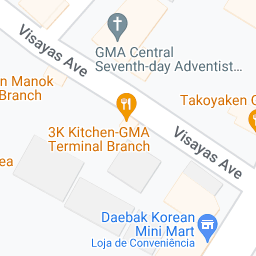 Visayas Ave
GMA Central
Seventh-day Adventist...
n Manok
Branch
Takoyaken C
3K Kitchen-GMA
Terminal Branch
Visayas Ave
ea
Daebak Korean
Mini Mart
Loja de Conveniência